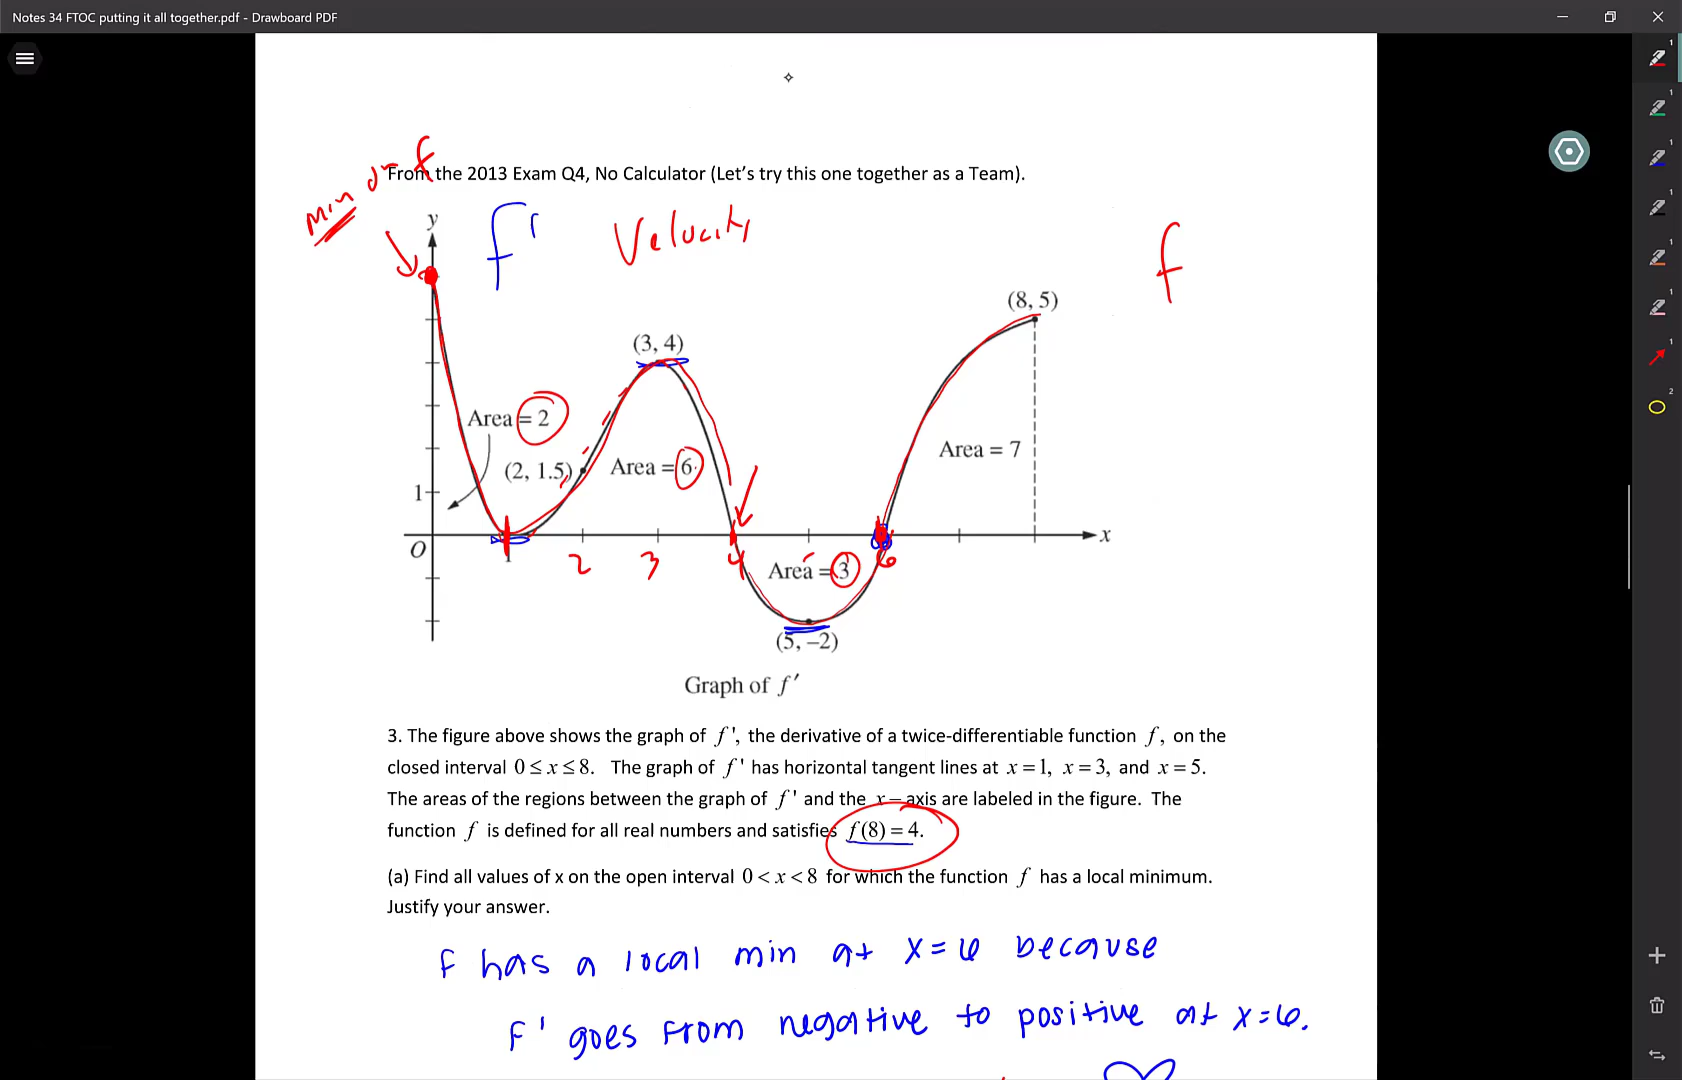 Notes 34 FTOC putting it all together.pdf - Drawboard PDF
min of f
From the 2013 Exam Q4, No Calculator (Let's try this one together as a Team).
f' Velocity f
y
(8, 5)
(3, 4)
Area = 2
(2, 1.5) Area = 6 Area = 7
1
O x
2 3 4 6
Area = 3
(5, –2)
Graph of f ′
3. The figure above shows the graph of f ', the derivative of a twice-differentiable function f, on the
closed interval 0 ≤ x ≤ 8. The graph of f ' has horizontal tangent lines at x = 1, x = 3, and x = 5.
The areas of the regions between the graph of f ' and the x – axis are labeled in the figure. The
function f is defined for all real numbers and satisfies f (8) = 4.
(a) Find all values of x on the open interval 0 < x < 8 for which the function f has a local minimum.
Justify your answer.
f has a local min at x=6 because
f' goes from negative to positive at x=6.